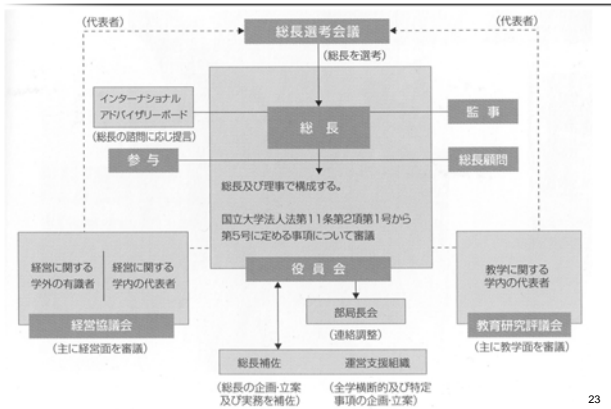 (代表者)
総長選考会議
(代表者)
(総長を選考)
インターナショナル
アドバイザリーボード
(総長の諮問に応じ提言)
総 長
監 事
参 与
総長顧問
総長及び理事で構成する。
国立大学法人法第11条第2項第1号から
第5号に定める事項について審議
役 員 会
経営に関する
学外の有識者
経営に関する
学内の代表者
経営協議会
(主に経営面を審議)
教学に関する
学内の代表者
教育研究評議会
(主に教学面を審議)
部局長会
(連絡調整)
総長補佐
運営支援組織
(総長の企画・立案
及び実務を補佐)
(全学横断的及び特定
事項の企画・立案)
23